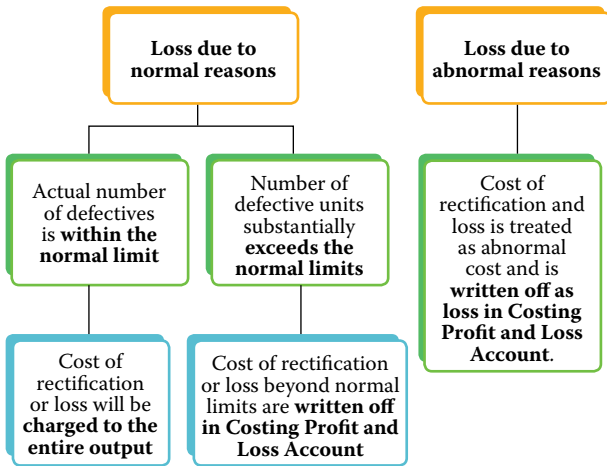 Loss due to
normal reasons
Loss due to
abnormal reasons
Actual number
of defectives
is within the
normal limit
Number of
defective units
substantially
exceeds the
normal limits
Cost of
rectification and
loss is treated
as abnormal
cost and is
written off as
loss in Costing
Profit and Loss
Account.
Cost of
rectification
or loss will be
charged to the
entire output
Cost of rectification
or loss beyond normal
limits are written off
in Costing Profit and
Loss Account